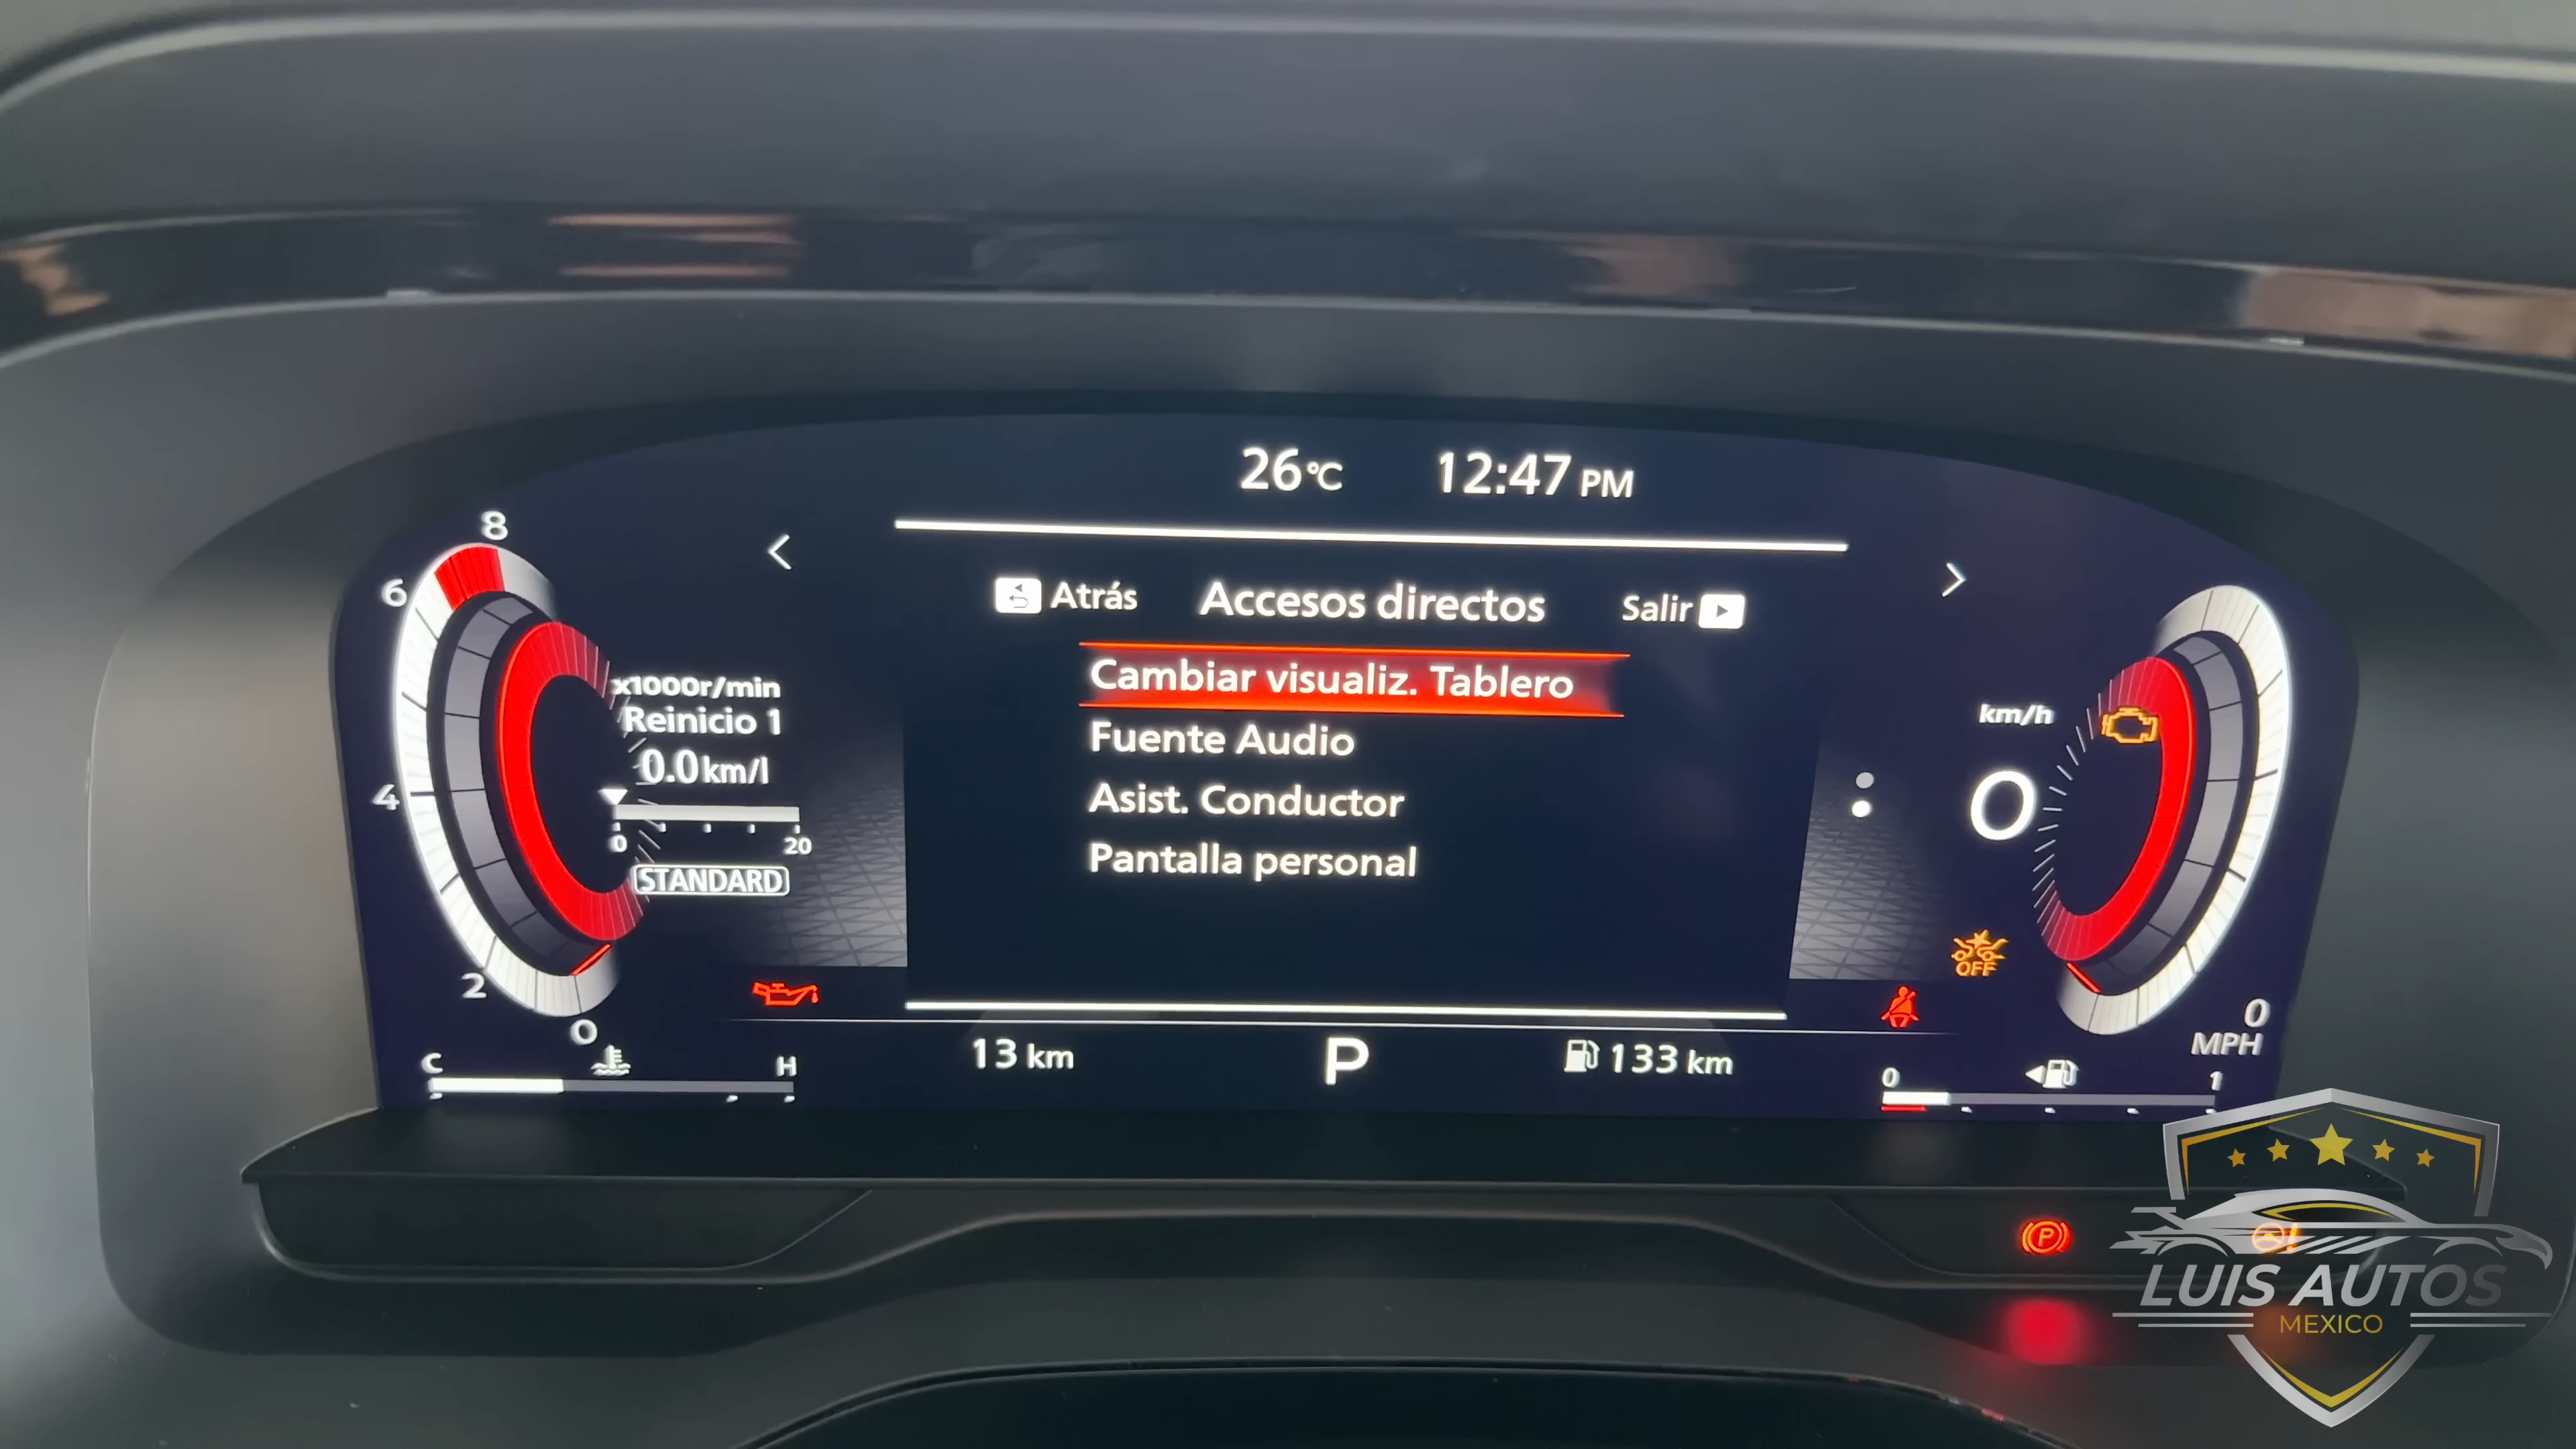 26°C 12:47 PM
Atrás Accesos directos Salir
Cambiar visualiz. Tablero
Fuente Audio
Asist. Conductor
Pantalla personal
8
6
4
2
0
x1000r/min
Reinicio 1
0.0 km/l
0 20
STANDARD
km/h
0
OFF
0
MPH
C H
13 km P 133 km
0 1
P
LUIS AUTOS
MEXICO